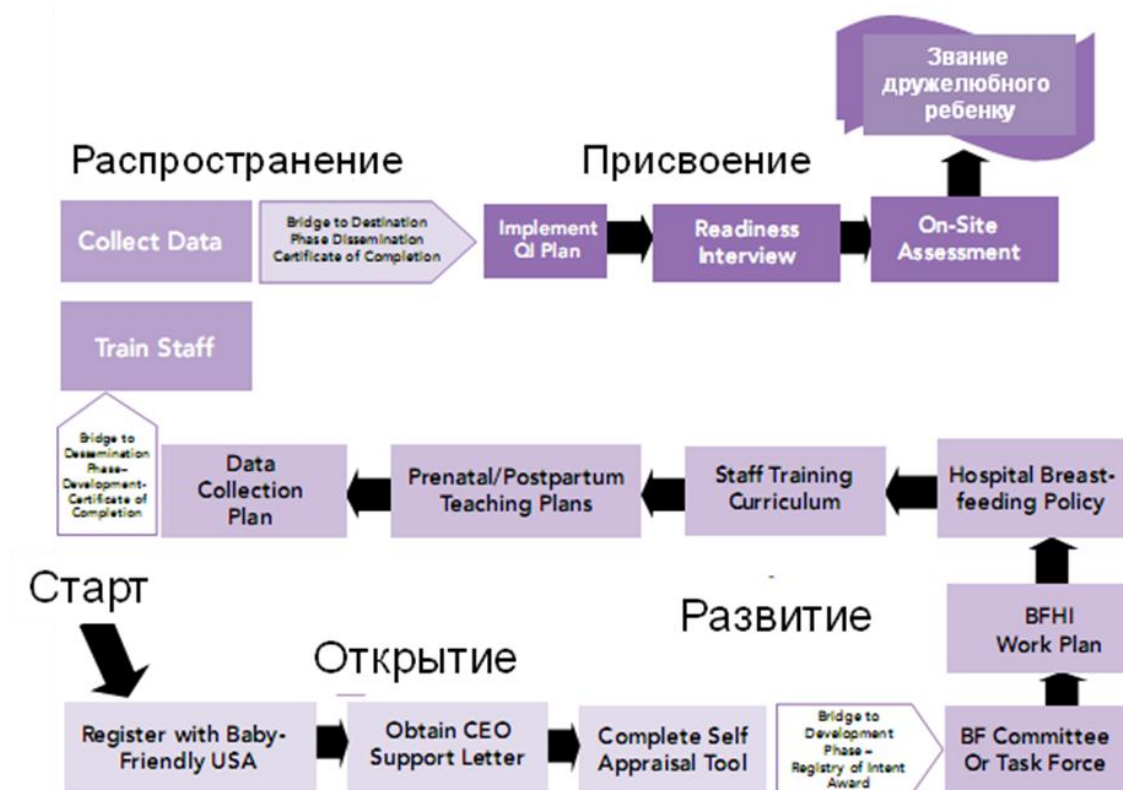 Звание
дружелюбного
ребенку
Распространение
Присвоение
Collect Data
Bridge to Destination
Phase Dissemination
Certificate of Completion
Implement
QI Plan
Readiness
Interview
On-Site
Assessment
Train Staff
Bridge to
Dessemination
Phase–
Development-
Certificate of
Completion
Data
Collection
Plan
Prenatal/Postpartum
Teaching Plans
Staff Training
Curriculum
Hospital Breast-
feeding Policy
Старт
Развитие
BFHI
Work Plan
Открытие
Register with Baby-
Friendly USA
Obtain CEO
Support Letter
Complete Self
Appraisal Tool
Bridge to
Development
Phase –
Registry of Intent
Award
BF Committee
Or Task Force